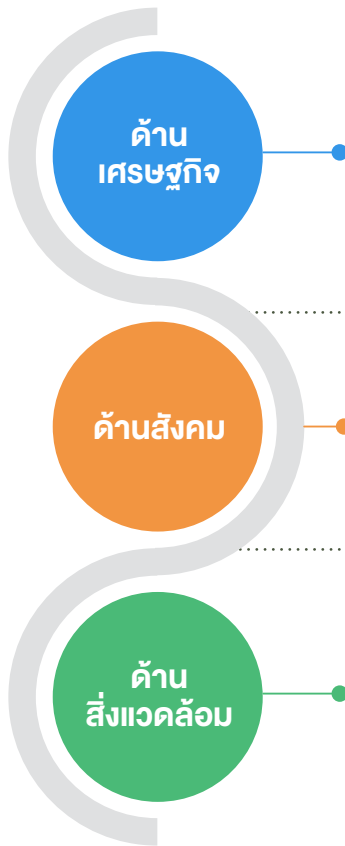 ด้าน
เศรษฐกิจ
ด้านสังคม
ด้าน
สิ่งแวดล้อม